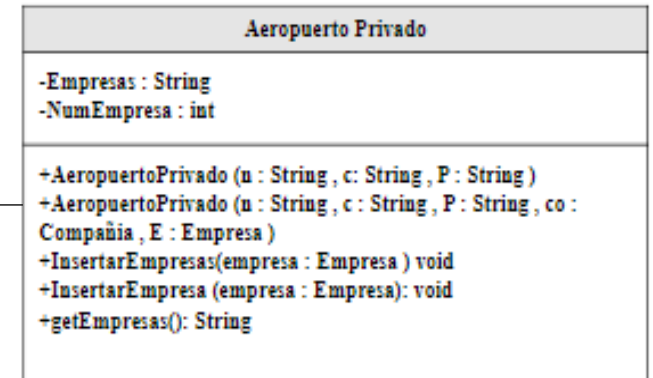 Aeropuerto Privado
-Empresas : String
-NumEmpresa : int
+AeropuertoPrivado (n : String , c: String , P : String )
+AeropuertoPrivado (n : String , c : String , P : String , co :
Compañia , E : Empresa )
+InsertarEmpresas(empresa : Empresa ) void
+InsertarEmpresa (empresa : Empresa): void
+getEmpresas(): String